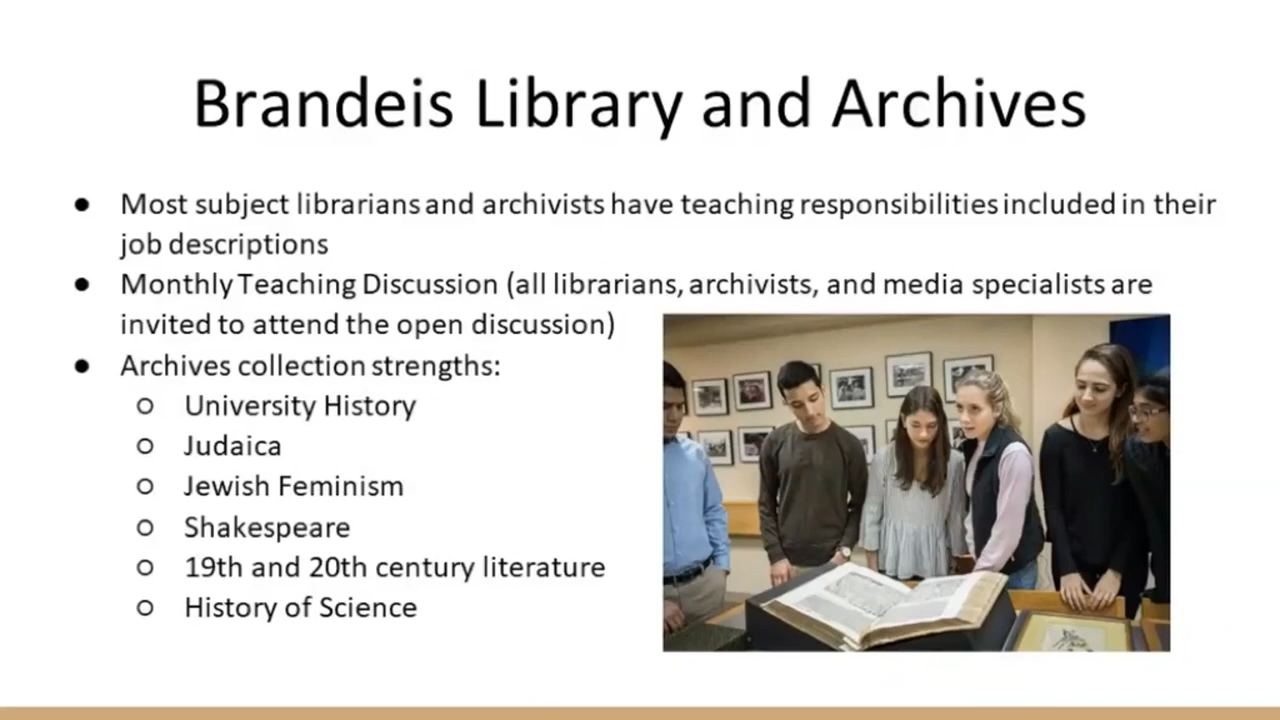 Brandeis Library and Archives
● Most subject librarians and archivists have teaching responsibilities included in their
job descriptions
● Monthly Teaching Discussion (all librarians, archivists, and media specialists are
invited to attend the open discussion)
● Archives collection strengths:
○ University History
○ Judaica
○ Jewish Feminism
○ Shakespeare
○ 19th and 20th century literature
○ History of Science